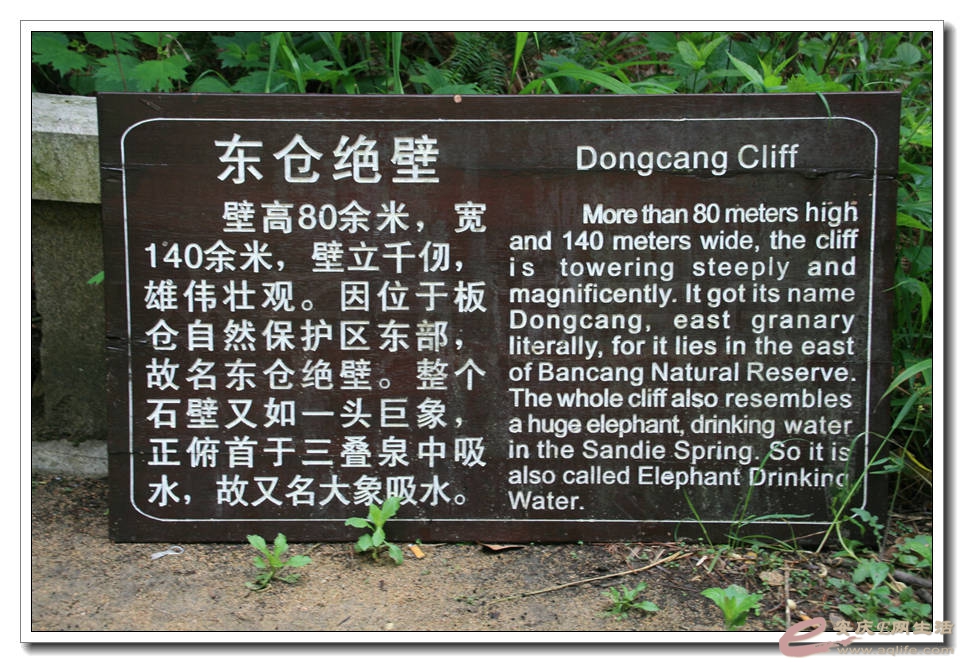 东仓绝壁
壁高80余米，宽
140余米，壁立千仞，
雄伟壮观。因位于板
仓自然保护区东部，
故名东仓绝壁。整个
石壁又如一头巨象，
正俯首于三叠泉中吸
水，故又名大象吸水。
Dongcang Cliff
More than 80 meters high
and 140 meters wide, the cliff
is towering steeply and
magnificently. It got its name
Dongcang, east granary
literally, for it lies in the east
of Bancang Natural Reserve.
The whole cliff also resembles
a huge elephant, drinking water
in the Sandie Spring. So it is
also called Elephant Drinking
Water.
安庆E网生活
www.aqlife.com